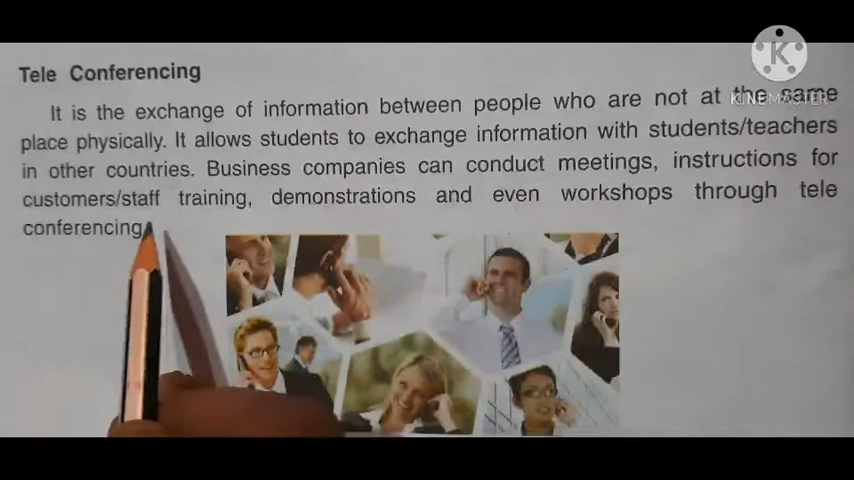 Tele Conferencing
It is the exchange of information between people who are not at the same
place physically. It allows students to exchange information with students/teachers
in other countries. Business companies can conduct meetings, instructions for
customers/staff training, demonstrations and even workshops through tele
conferencing
K
KINEMASTER